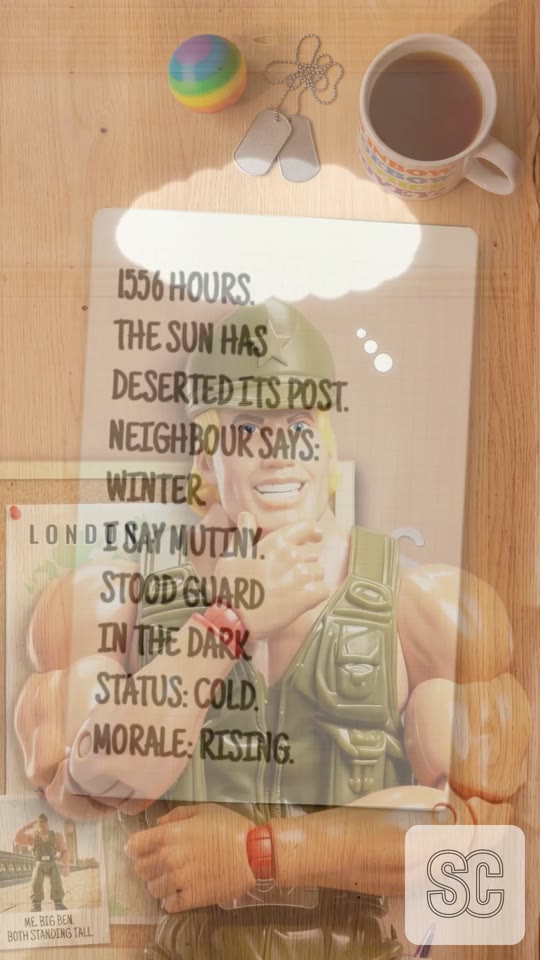 1556 HOURS.
THE SUN HAS
DESERTED ITS POST.
NEIGHBOUR SAYS:
WINTER.
I SAY MUTINY.
STOOD GUARD
IN THE DARK.
STATUS: COLD.
MORALE: RISING.
LONDON
ME. BIG BEN.
BOTH STANDING TALL.
SC